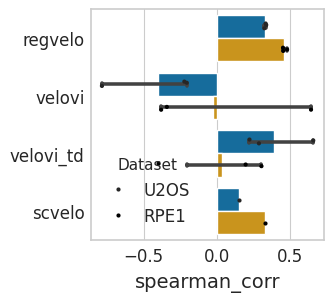 regvelo
velovi
velovi_td
scvelo
Dataset
U2OS
RPE1
−0.5
0.0
0.5
spearman_corr